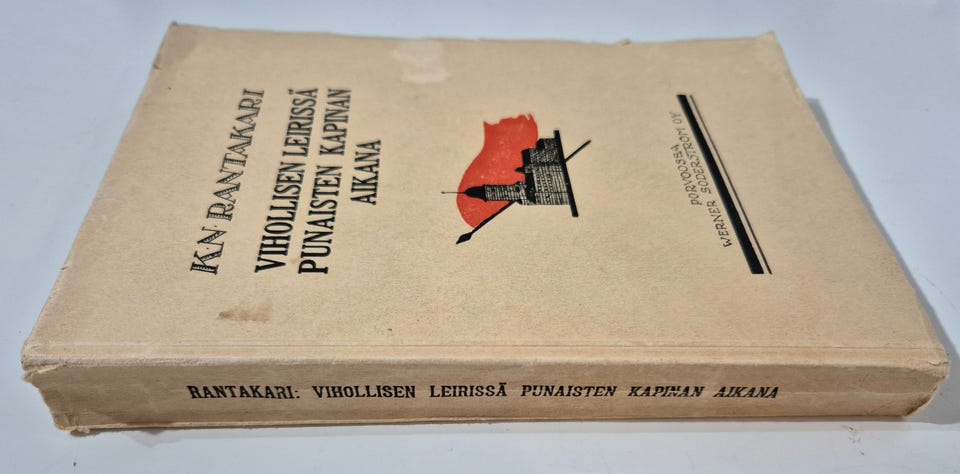 K.N. RANTAKARI
VIHOLLISEN LEIRISSÄ
PUNAISTEN KAPINAN
AIKANA
PORVOOSSA
WERNER SÖDERSTRÖM OY
RANTAKARI: VIHOLLISEN LEIRISSÄ PUNAISTEN KAPINAN AIKANA